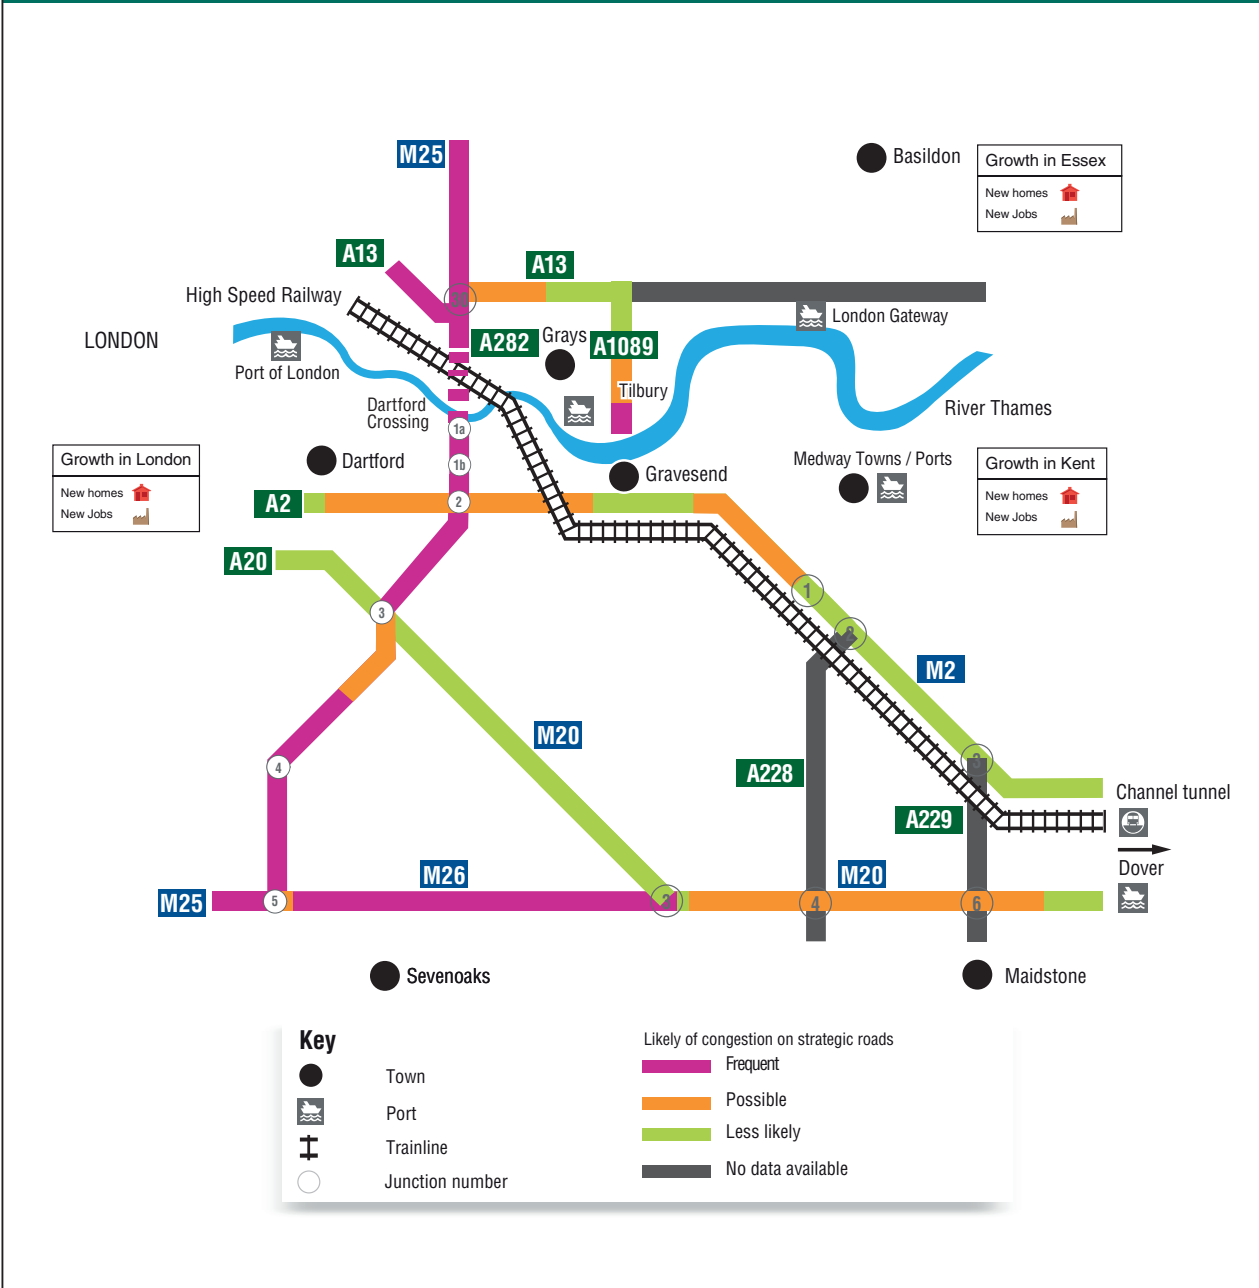 M25
Basildon
Growth in Essex
New homes
New Jobs
A13
A13
High Speed Railway
30
London Gateway
LONDON
A282
Grays
A1089
Port of London
Tilbury
Dartford
Crossing
River Thames
1a
Growth in London
New homes
New Jobs
Dartford
1b
Gravesend
Medway Towns / Ports
Growth in Kent
New homes
New Jobs
A2
2
A20
3
1
2
M2
M20
4
A228
3
Channel tunnel
A229
Dover
M26
M20
M25
5
3
4
6
Sevenoaks
Maidstone
Key
Town
Port
Trainline
Junction number
Likely of congestion on strategic roads
Frequent
Possible
Less likely
No data available